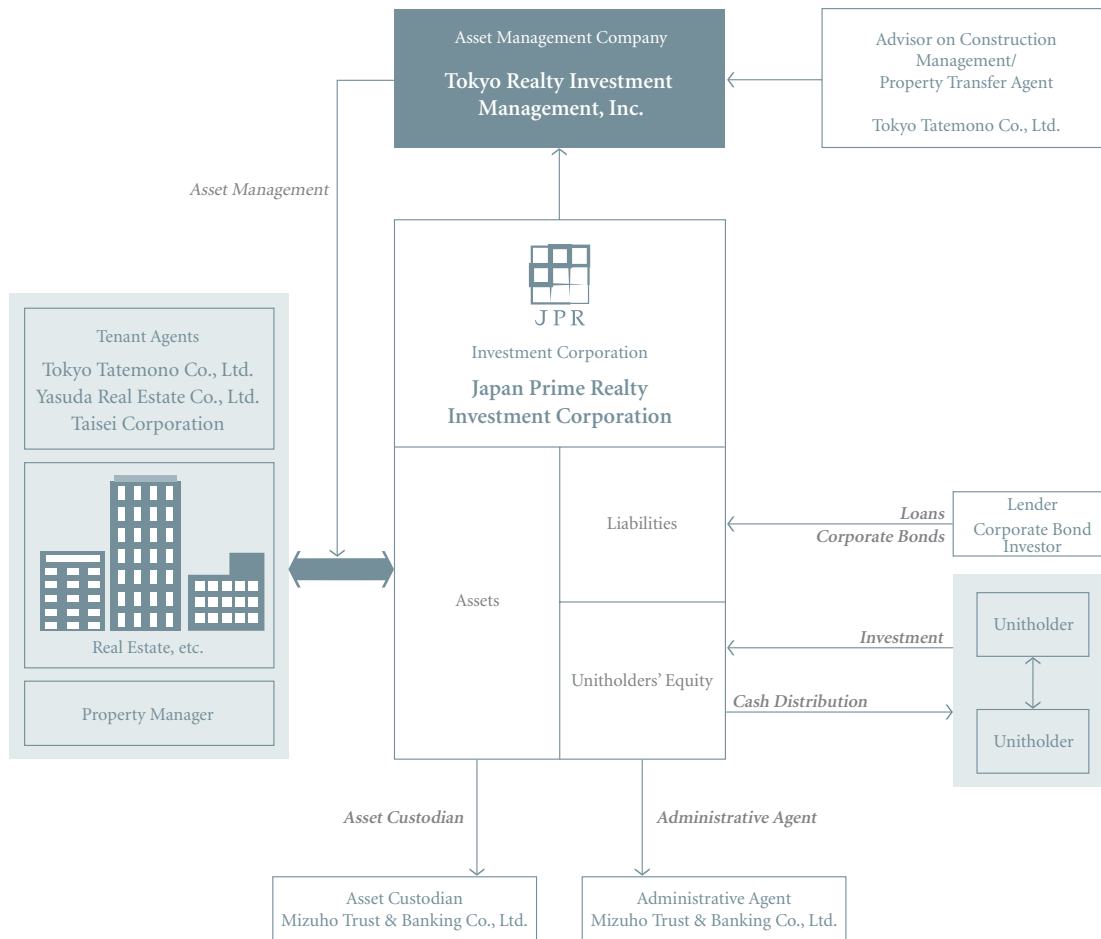 Asset Management Company
Tokyo Realty Investment
Management, Inc.
Advisor on Construction
Management/
Property Transfer Agent
Tokyo Tatemono Co., Ltd.
Asset Management
JPR
Investment Corporation
Japan Prime Realty
Investment Corporation
Tenant Agents
Tokyo Tatemono Co., Ltd.
Yasuda Real Estate Co., Ltd.
Taisei Corporation
Real Estate, etc.
Property Manager
Assets
Liabilities
Unitholders’ Equity
Loans
Corporate Bonds
Lender
Corporate Bond
Investor
Investment
Cash Distribution
Unitholder
Unitholder
Asset Custodian
Administrative Agent
Asset Custodian
Mizuho Trust & Banking Co., Ltd.
Administrative Agent
Mizuho Trust & Banking Co., Ltd.